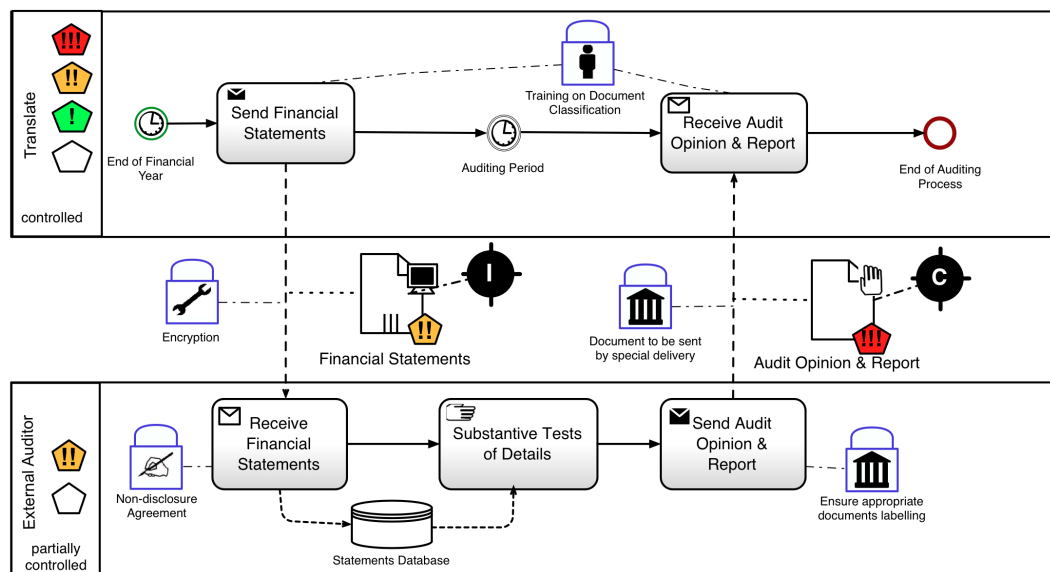 Translate
controlled
!!!
!!
!
End of Financial
Year
Send Financial
Statements
Auditing Period
Training on Document
Classification
Receive Audit
Opinion & Report
End of Auditing
Process
Encryption
I
!!
Financial Statements
Document to be sent
by special delivery
C
!!!
Audit Opinion & Report
External Auditor
partially
controlled
!!
Non-disclosure
Agreement
Receive
Financial
Statements
Statements Database
Substantive Tests
of Details
Send Audit
Opinion &
Report
Ensure appropriate
documents labelling